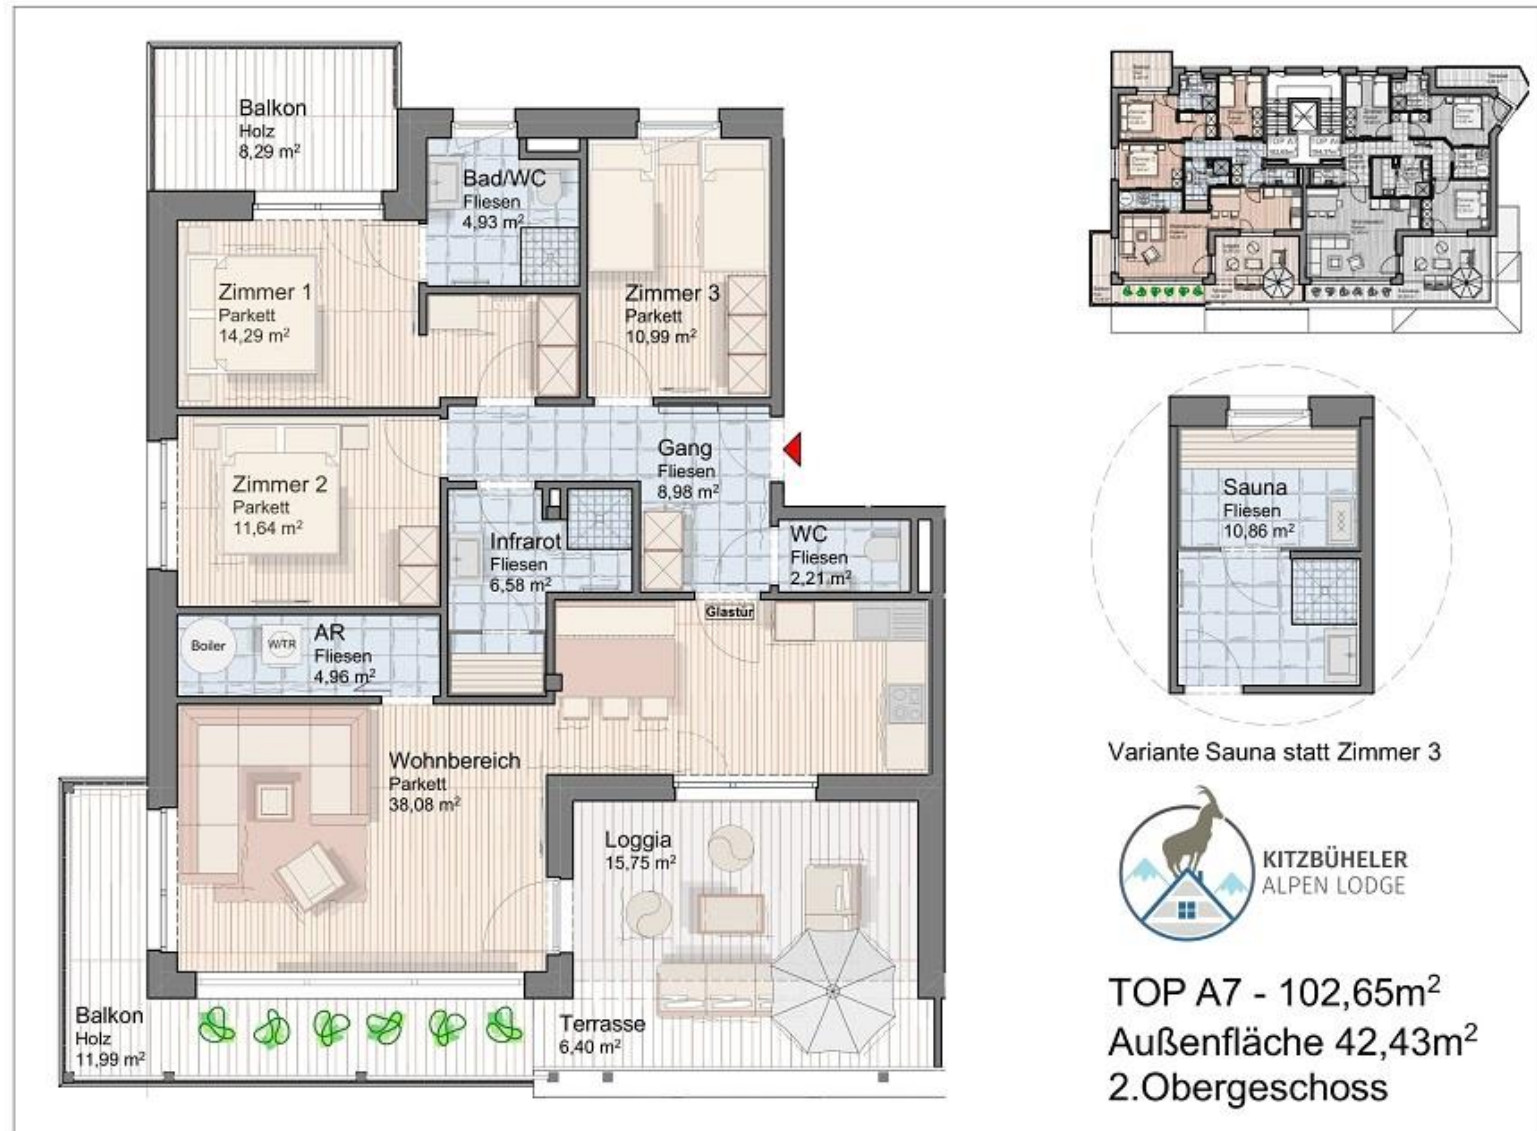 Balkon
Holz
8,29 m²
Bad/WC
Fliesen
4,93 m²
Zimmer 1
Parkett
14,29 m²
Zimmer 3
Parkett
10,99 m²
Zimmer 2
Parkett
11,64 m²
Gang
Fliesen
8,98 m²
Infrarot
Fliesen
6,58 m²
WC
Fliesen
2,21 m²
Glastür
Boiler
W/TR
AR
Fliesen
4,96 m²
Wohnbereich
Parkett
38,08 m²
Loggia
15,75 m²
Balkon
Holz
11,99 m²
Terrasse
6,40 m²
TOP A7
Sauna
Fliesen
10,86 m²
Variante Sauna statt Zimmer 3
KITZBÜHELER
ALPEN LODGE
TOP A7 - 102,65m²
Außenfläche 42,43m²
2.Obergeschoss